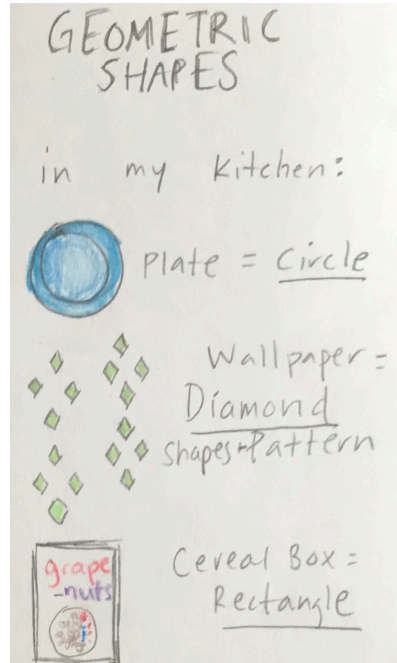 GEOMETRIC
SHAPES
in my kitchen:
Plate = Circle
Wallpaper =
Diamond
Shapes + Pattern
Cereal Box =
Rectangle
grape
-nuts